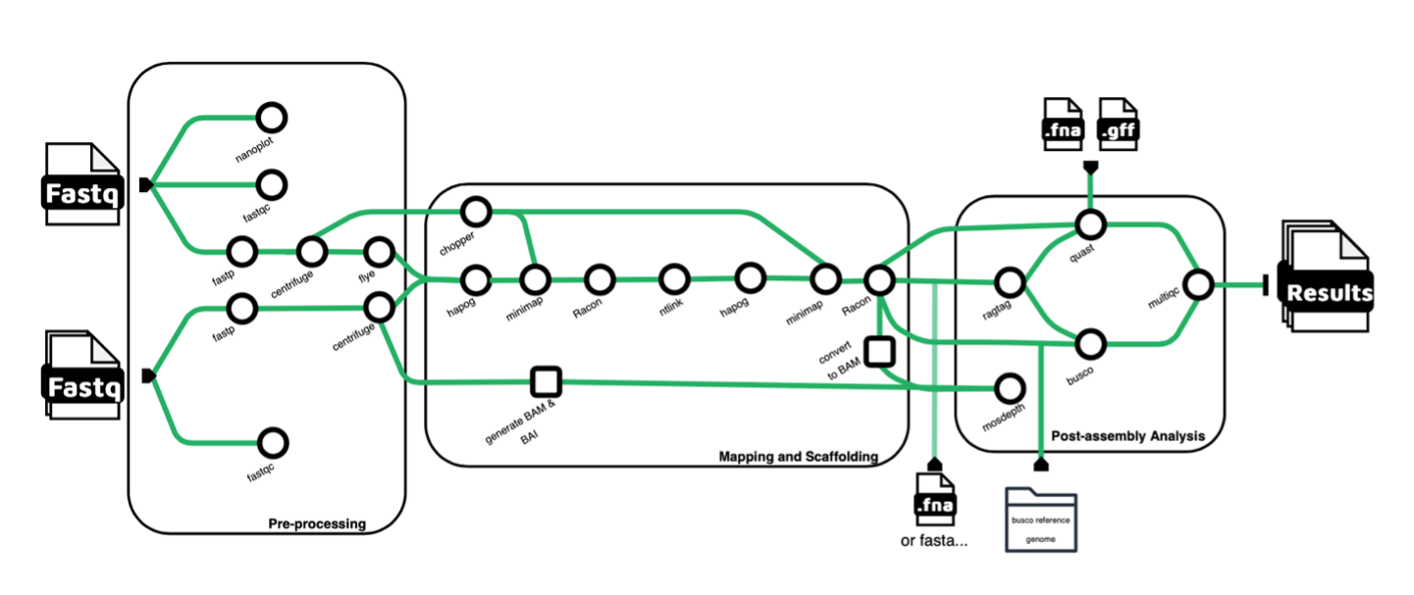 Fastq
nanoplot
fastqc
fastp
centrifuge
flye
Fastq
fastp
centrifuge
fastqc
Pre-processing
chopper
hapog
minimap
Racon
ntlink
hapog
minimap
Racon
convert
to BAM
generate BAM &
BAI
Mapping and Scaffolding
.fna
.gff
quast
ragtag
busco
mosdepth
multiqc
Post-assembly Analysis
.fna
or fasta...
busco reference
genome
Results